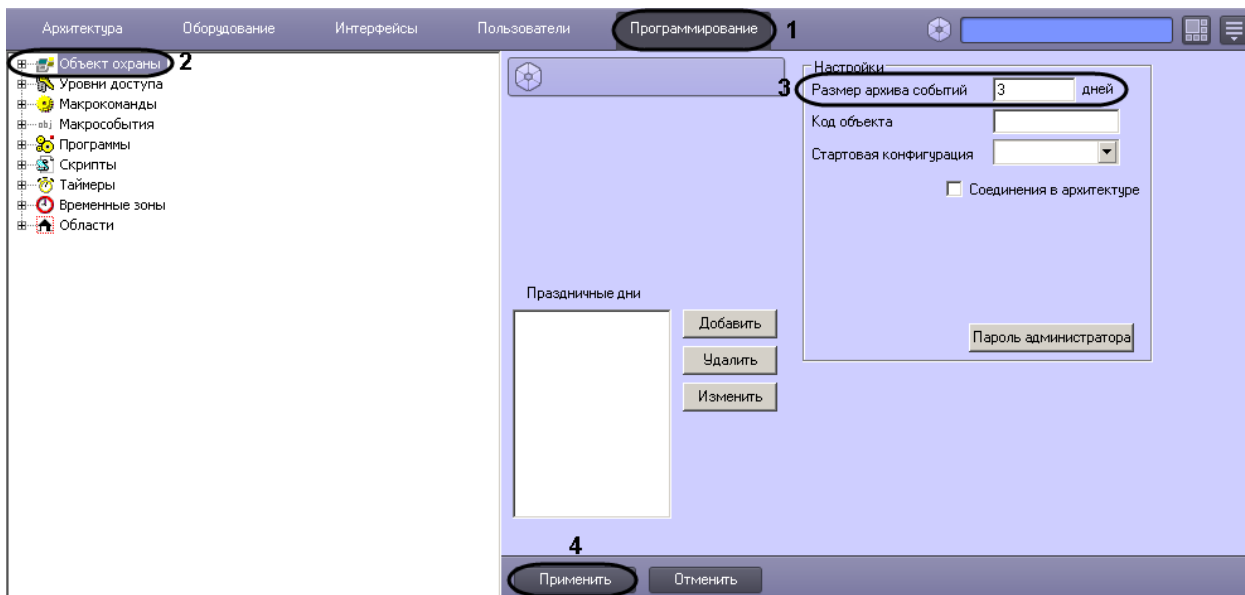 Архитектура Оборудование Интерфейсы Пользователи Программирование 1
Объект охраны 2
Уровни доступа
Макрокоманды
obj Макрособытия
Программы
Скрипты
Таймеры
Временные зоны
Области
Настройки
3 Размер архива событий 3 дней
Код объекта
Стартовая конфигурация
Соединения в архитектуре
Пароль администратора
Праздничные дни
Добавить
Удалить
Изменить
4
Применить Отменить